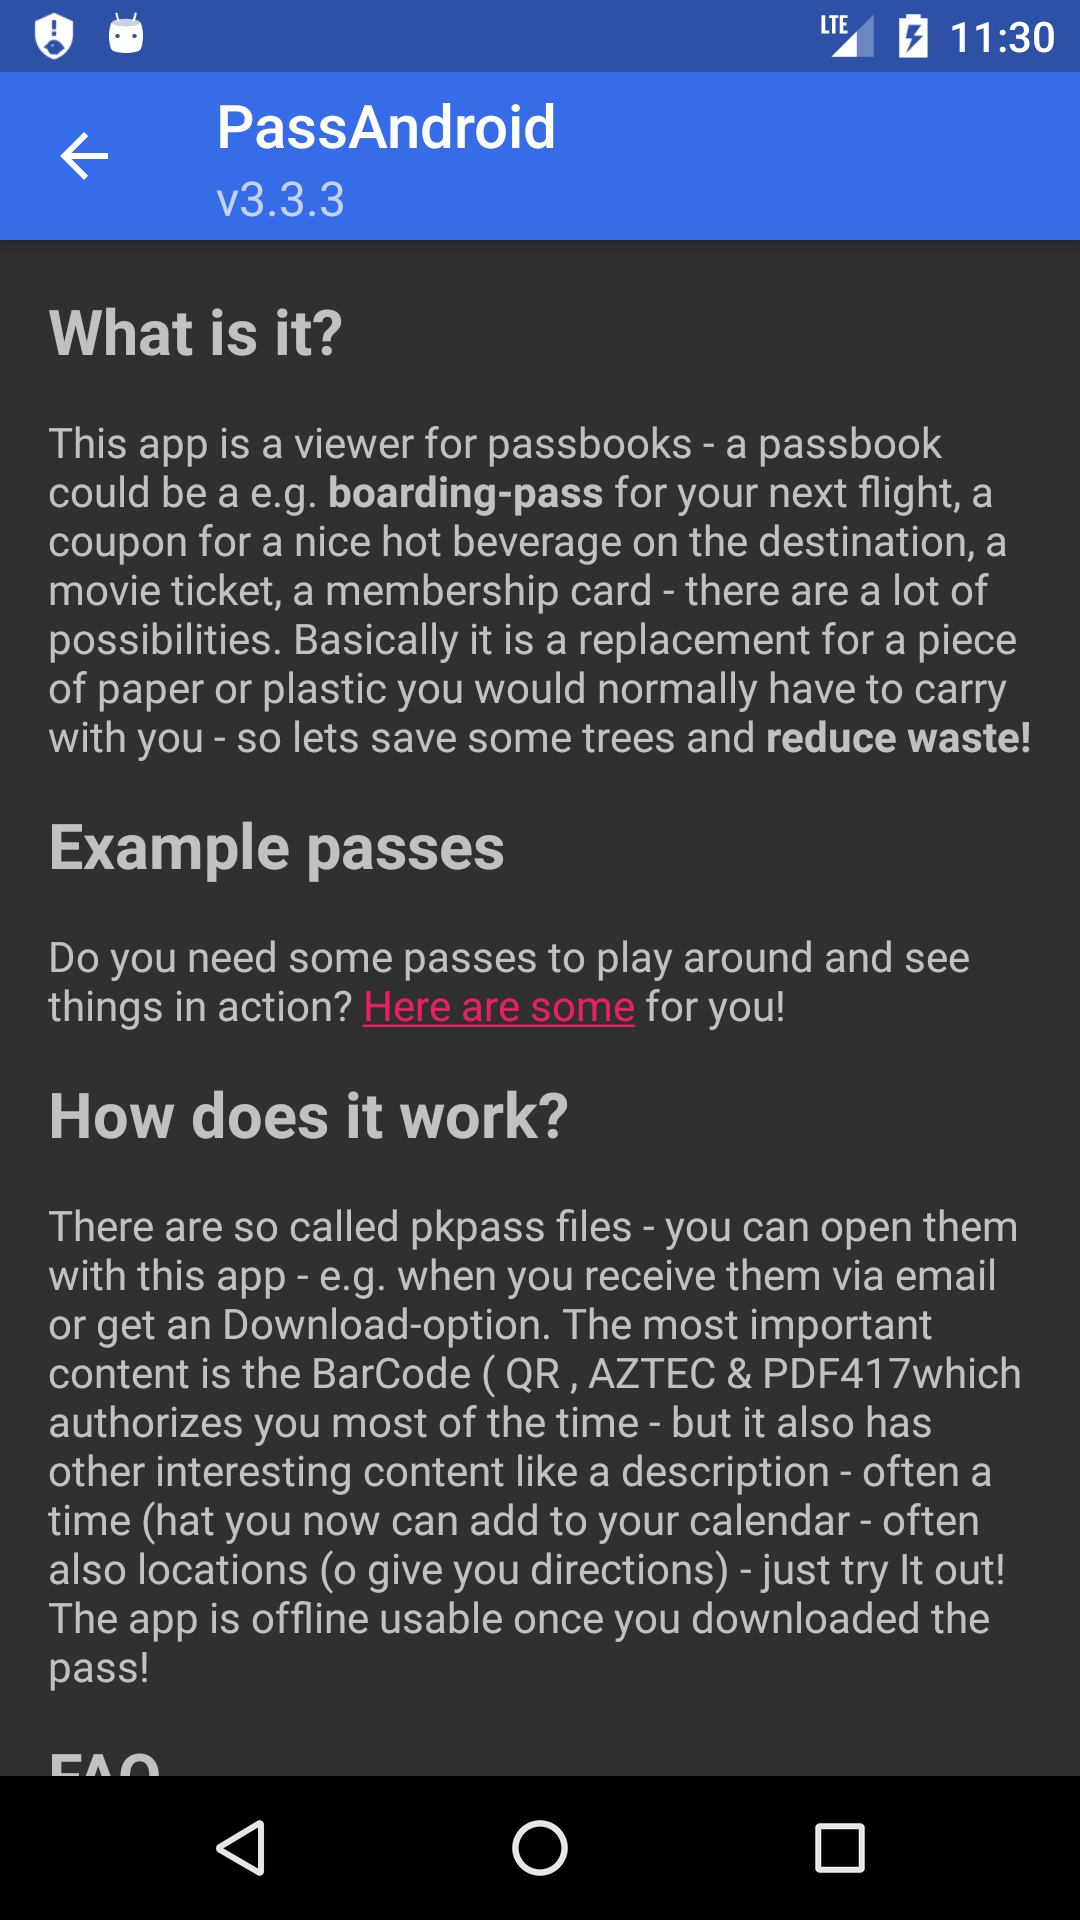 LTE 11:30
PassAndroid
v3.3.3
What is it?
This app is a viewer for passbooks - a passbook
could be a e.g. boarding-pass for your next flight, a
coupon for a nice hot beverage on the destination, a
movie ticket, a membership card - there are a lot of
possibilities. Basically it is a replacement for a piece
of paper or plastic you would normally have to carry
with you - so lets save some trees and reduce waste!
Example passes
Do you need some passes to play around and see
things in action? Here are some for you!
How does it work?
There are so called pkpass files - you can open them
with this app - e.g. when you receive them via email
or get an Download-option. The most important
content is the BarCode ( QR , AZTEC & PDF417which
authorizes you most of the time - but it also has
other interesting content like a description - often a
time (hat you now can add to your calendar - often
also locations (o give you directions) - just try It out!
The app is offline usable once you downloaded the
pass!
FAQ